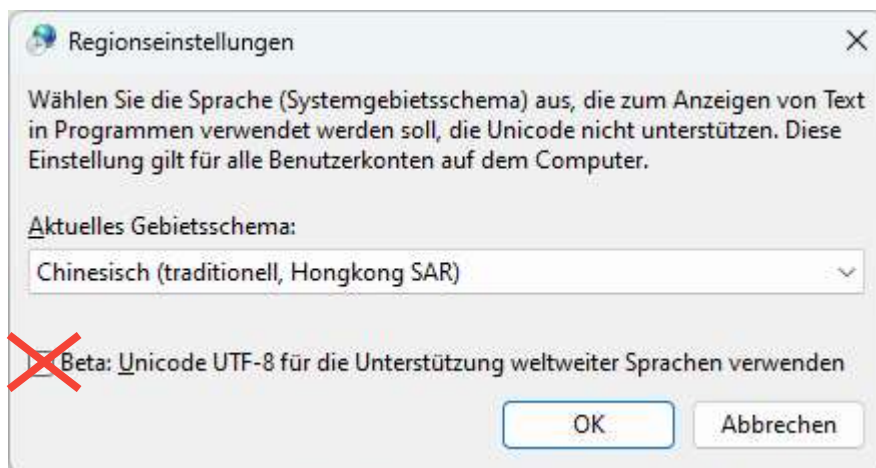 Regionseinstellungen
Wählen Sie die Sprache (Systemgebietsschema) aus, die zum Anzeigen von Text
in Programmen verwendet werden soll, die Unicode nicht unterstützen. Diese
Einstellung gilt für alle Benutzerkonten auf dem Computer.
Aktuelles Gebietsschema:
Chinesisch (traditionell, Hongkong SAR)
Beta: Unicode UTF-8 für die Unterstützung weltweiter Sprachen verwenden
OK Abbrechen